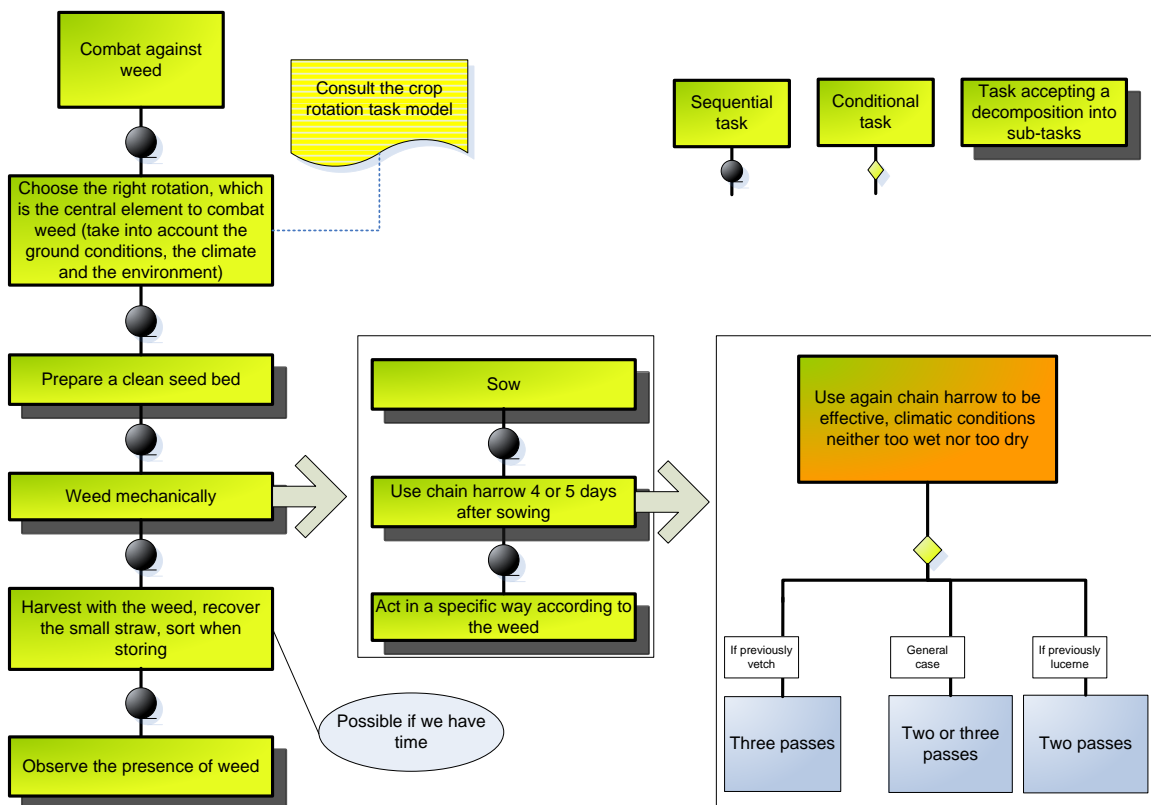 Combat against
weed
Consult the crop
rotation task model
Sequential
task
Conditional
task
Task accepting a
decomposition into
sub-tasks
Choose the right rotation, which
is the central element to combat
weed (take into account the
ground conditions, the climate
and the environment)
Prepare a clean seed bed
Weed mechanically
Harvest with the weed, recover
the small straw, sort when
storing
Possible if we have
time
Observe the presence of weed
Sow
Use chain harrow 4 or 5 days
after sowing
Act in a specific way according to
the weed
Use again chain harrow to be
effective, climatic conditions
neither too wet nor too dry
If previously
vetch
General
case
If previously
lucerne
Three passes
Two or three
passes
Two passes